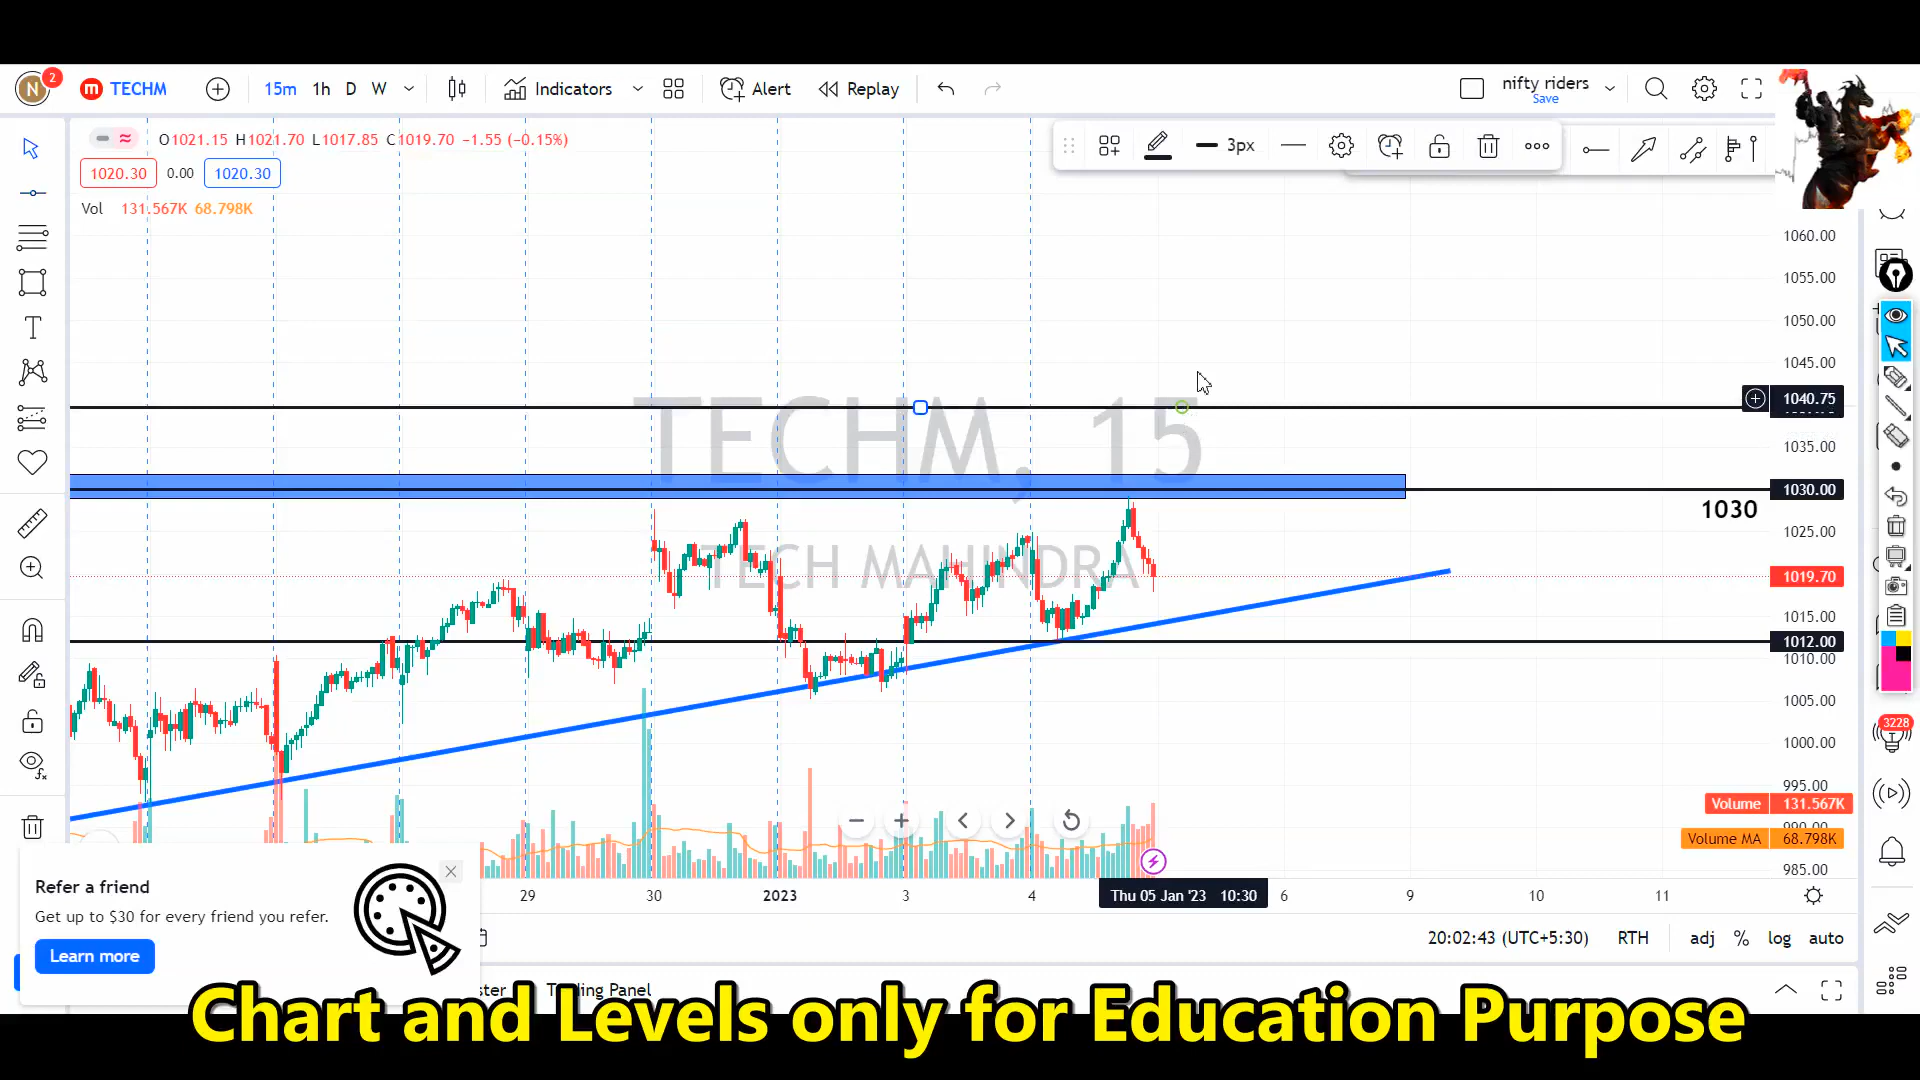 N 2 TECHM 15m 1h D W Indicators Alert Replay nifty riders
Save
O1021.15 H1021.70 L1017.85 C1019.70 −1.55 (−0.15%)
3px
1020.30 0.00 1020.30
Vol 131.567K 68.798K
1060.00
1055.00
1050.00
1045.00
1040.75
TECHM, 15
1035.00
1030.00
1030
1025.00
TECH MAHINDRA
1019.70
1015.00
1012.00
1010.00
1005.00
3228
1000.00
995.00
Volume 131.567K
Volume MA 68.798K
985.00
Refer a friend
29 30 2023 3 4 Thu 05 Jan '23 10:30 6 9 10 11
Get up to $30 for every friend you refer.
20:02:43 (UTC+5:30) RTH adj % log auto
Learn more
Chart and Levels only for Education Purpose